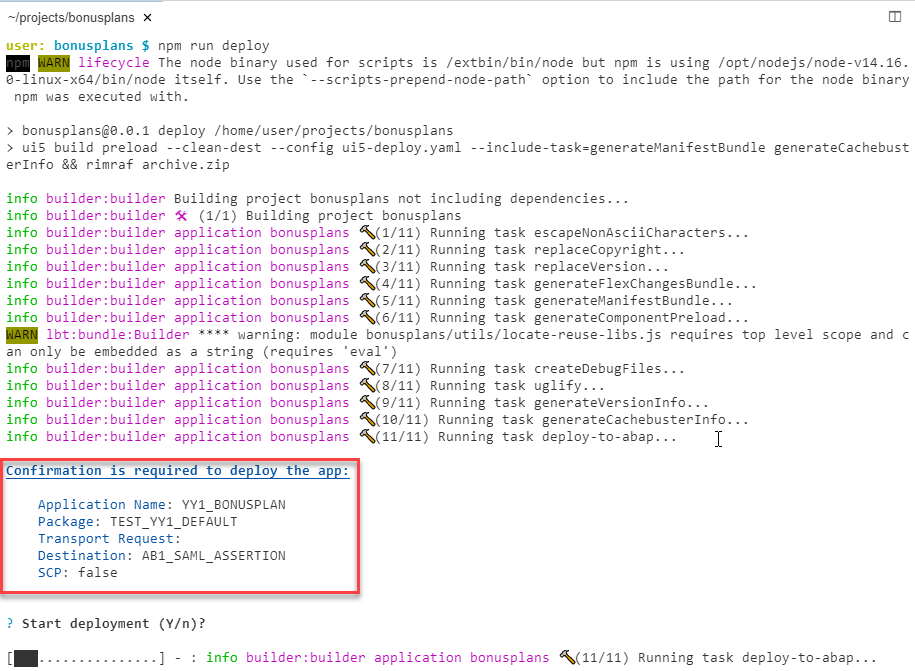 ~/projects/bonusplans ×
user: bonusplans $ npm run deploy
npm WARN lifecycle The node binary used for scripts is /extbin/bin/node but npm is using /opt/nodejs/node-v14.16.
0-linux-x64/bin/node itself. Use the `--scripts-prepend-node-path` option to include the path for the node binary
npm was executed with.
> bonusplans@0.0.1 deploy /home/user/projects/bonusplans
> ui5 build preload --clean-dest --config ui5-deploy.yaml --include-task=generateManifestBundle generateCachebust
erInfo && rimraf archive.zip
info builder:builder Building project bonusplans not including dependencies...
info builder:builder 🛠 (1/1) Building project bonusplans
info builder:builder application bonusplans 🔨(1/11) Running task escapeNonAsciiCharacters...
info builder:builder application bonusplans 🔨(2/11) Running task replaceCopyright...
info builder:builder application bonusplans 🔨(3/11) Running task replaceVersion...
info builder:builder application bonusplans 🔨(4/11) Running task generateFlexChangesBundle...
info builder:builder application bonusplans 🔨(5/11) Running task generateManifestBundle...
info builder:builder application bonusplans 🔨(6/11) Running task generateComponentPreload...
WARN lbt:bundle:Builder **** warning: module bonusplans/utils/locate-reuse-libs.js requires top level scope and c
an only be embedded as a string (requires 'eval')
info builder:builder application bonusplans 🔨(7/11) Running task createDebugFiles...
info builder:builder application bonusplans 🔨(8/11) Running task uglify...
info builder:builder application bonusplans 🔨(9/11) Running task generateVersionInfo...
info builder:builder application bonusplans 🔨(10/11) Running task generateCachebusterInfo...
info builder:builder application bonusplans 🔨(11/11) Running task deploy-to-abap...
Confirmation is required to deploy the app:
Application Name: YY1_BONUSPLAN
Package: TEST_YY1_DEFAULT
Transport Request:
Destination: AB1_SAML_ASSERTION
SCP: false
? Start deployment (Y/n)?
[...............] - : info builder:builder application bonusplans 🔨(11/11) Running task deploy-to-abap...